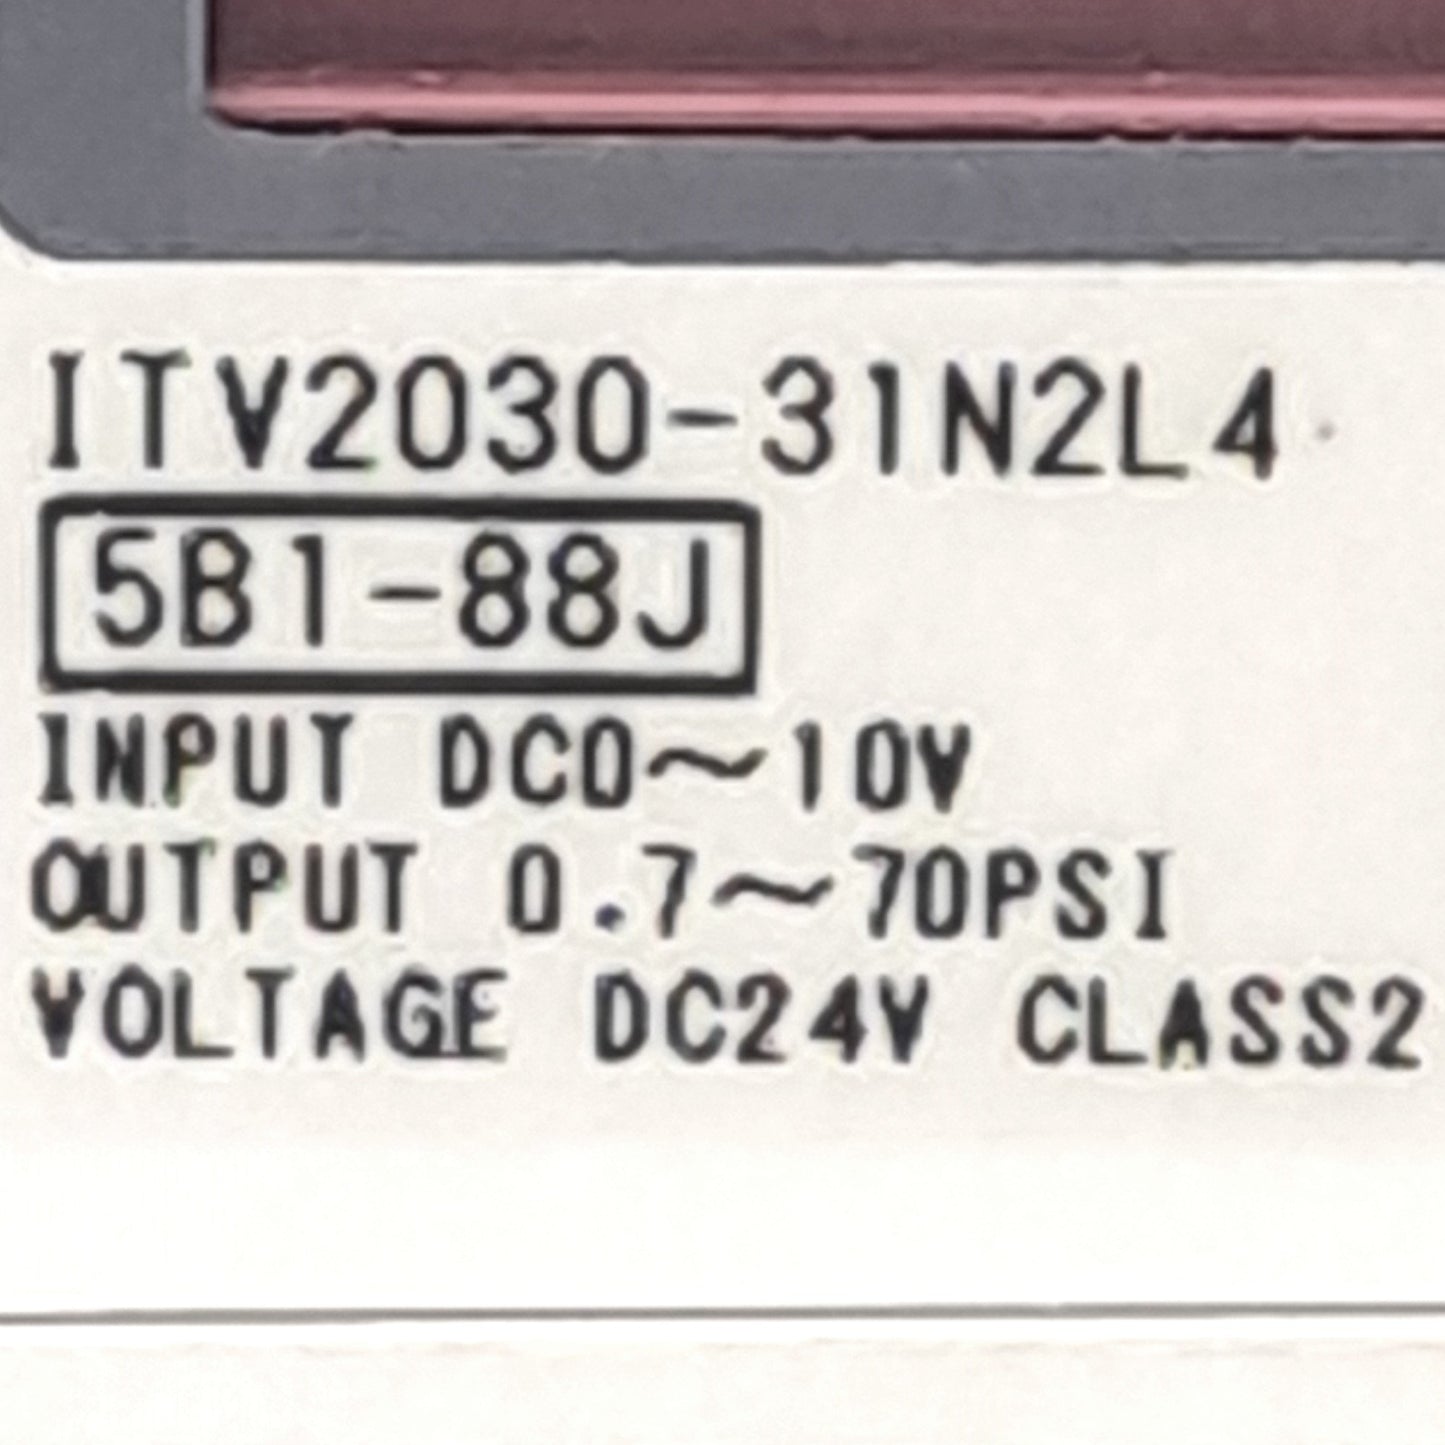 ITV2030-31N2L4
5B1-88J
INPUT DC0～10V
OUTPUT 0.7～70PSI
VOLTAGE DC24V CLASS2